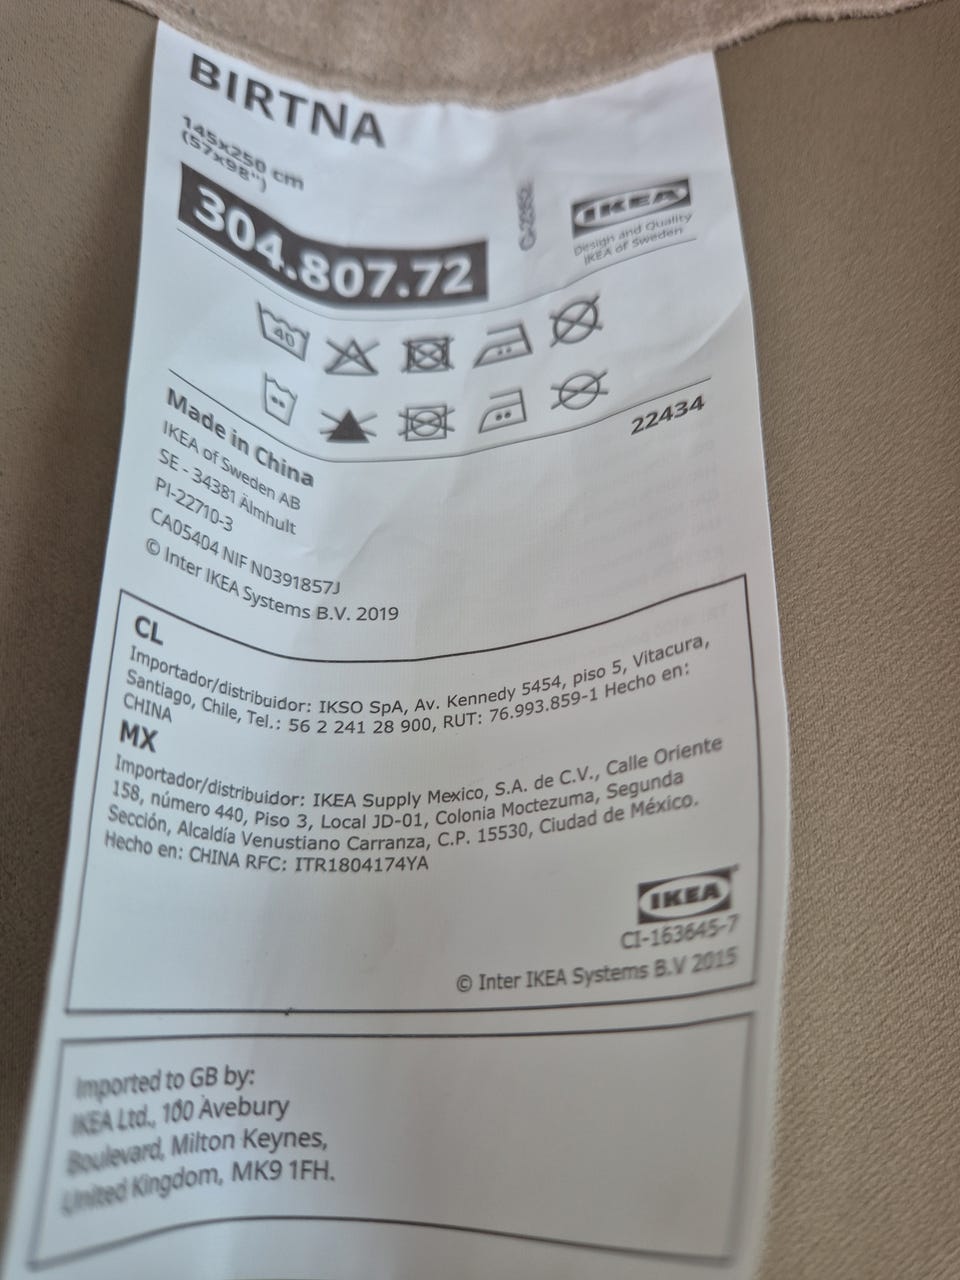 BIRTNA
145x250 cm
(57x98")
304.807.72
C-2352
IKEA
Design and Quality
IKEA of Sweden
40
22434
Made in China
IKEA of Sweden AB
SE - 34381 Älmhult
PI-22710-3
CA05404 NIF N0391857J
© Inter IKEA Systems B.V. 2019
CL
Importador/distribuidor: IKSO SpA, Av. Kennedy 5454, piso 5, Vitacura,
Santiago, Chile, Tel.: 56 2 241 28 900, RUT: 76.993.859-1 Hecho en:
CHINA
MX
Importador/distribuidor: IKEA Supply Mexico, S.A. de C.V., Calle Oriente
158, número 440, Piso 3, Local JD-01, Colonia Moctezuma, Segunda
Sección, Alcaldía Venustiano Carranza, C.P. 15530, Ciudad de México.
Hecho en: CHINA RFC: ITR1804174YA
IKEA
CI-163645-7
© Inter IKEA Systems B.V 2015
Imported to GB by:
IKEA Ltd., 100 Avebury
Boulevard, Milton Keynes,
United Kingdom, MK9 1FH.